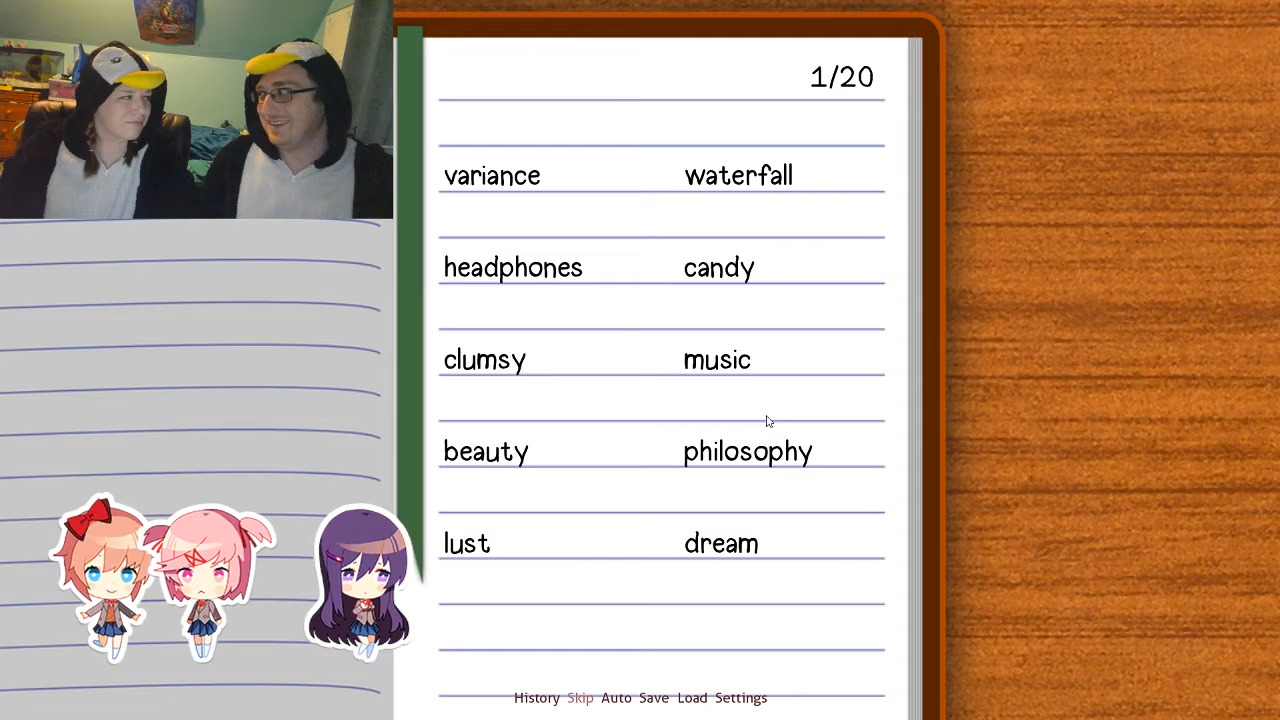 1/20
variance waterfall
headphones candy
clumsy music
beauty philosophy
lust dream
History Skip Auto Save Load Settings